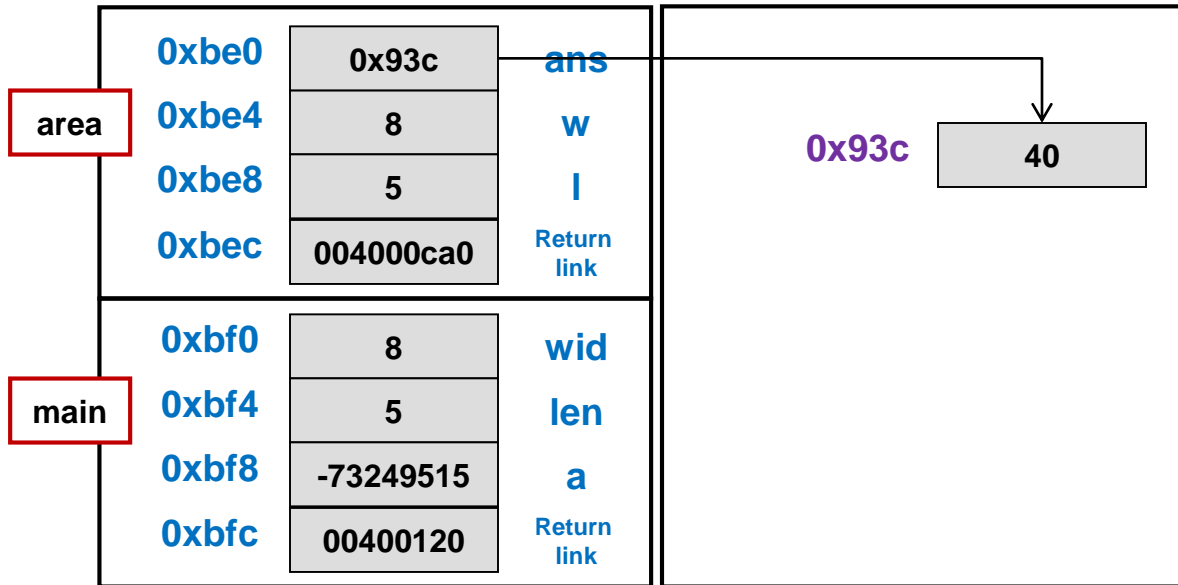 0xbe0 0x93c ans
area 0xbe4 8 w
0xbe8 5 l
0xbec 004000ca0 Return
link
0x93c 40
0xbf0 8 wid
main 0xbf4 5 len
0xbf8 -73249515 a
0xbfc 00400120 Return
link